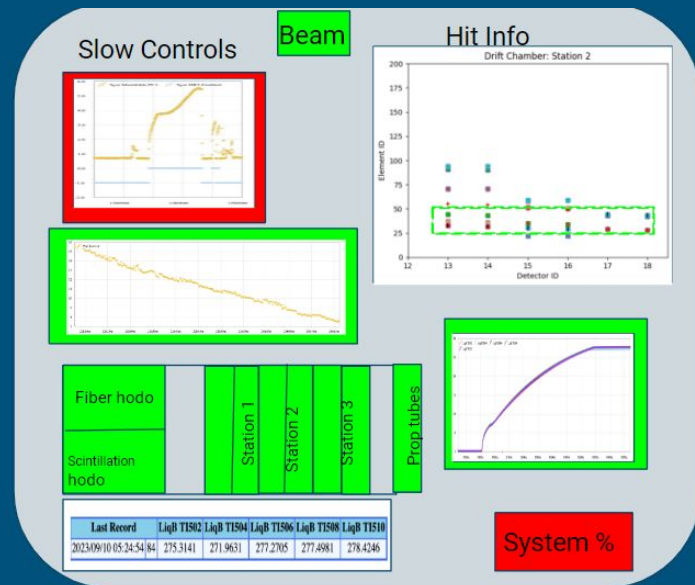 Beam
Slow Controls
Hit Info
Drift Chamber: Station 2
Element ID
200
175
150
125
100
75
50
25
0
12
13
14
15
16
17
18
Detector ID
Fiber hodo
Scintillation
hodo
Station 1
Station 2
Station 3
Prop tubes
Last Record
LiqB TI502
LiqB TI504
LiqB TI506
LiqB TI508
LiqB TI510
2023/09/10 05:24:54
84
275.3141
271.9631
277.2705
277.4981
278.4246
System %